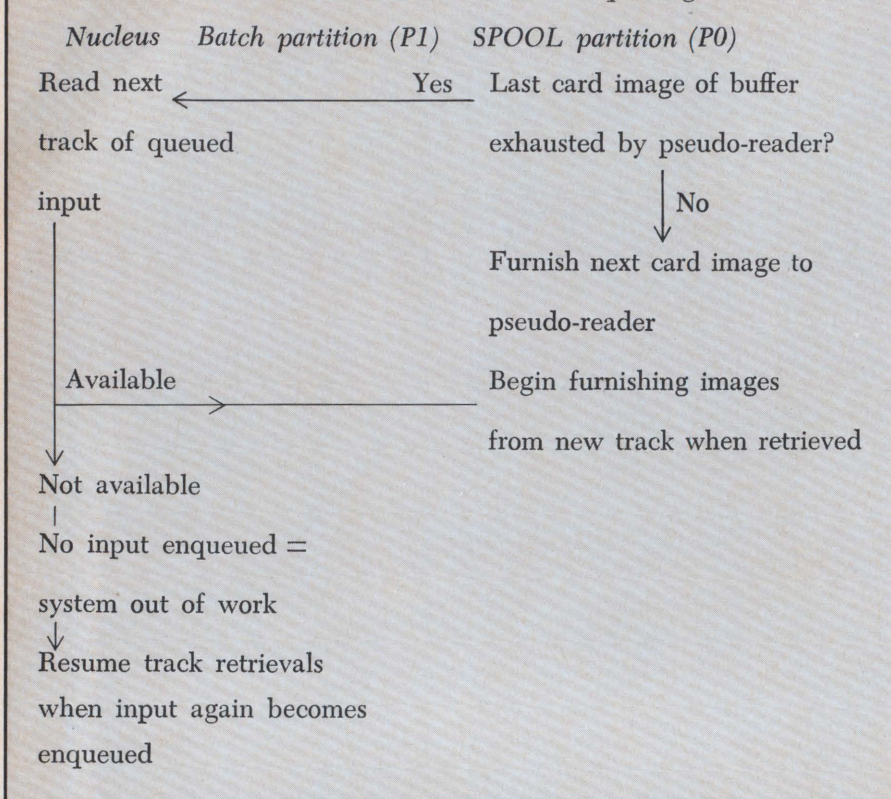 Nucleus Batch partition (P1) SPOOL partition (P0)
Read next Yes Last card image of buffer
track of queued exhausted by pseudo-reader?
input No
Furnish next card image to
pseudo-reader
Available Begin furnishing images
from new track when retrieved
Not available
No input enqueued =
system out of work
Resume track retrievals
when input again becomes
enqueued